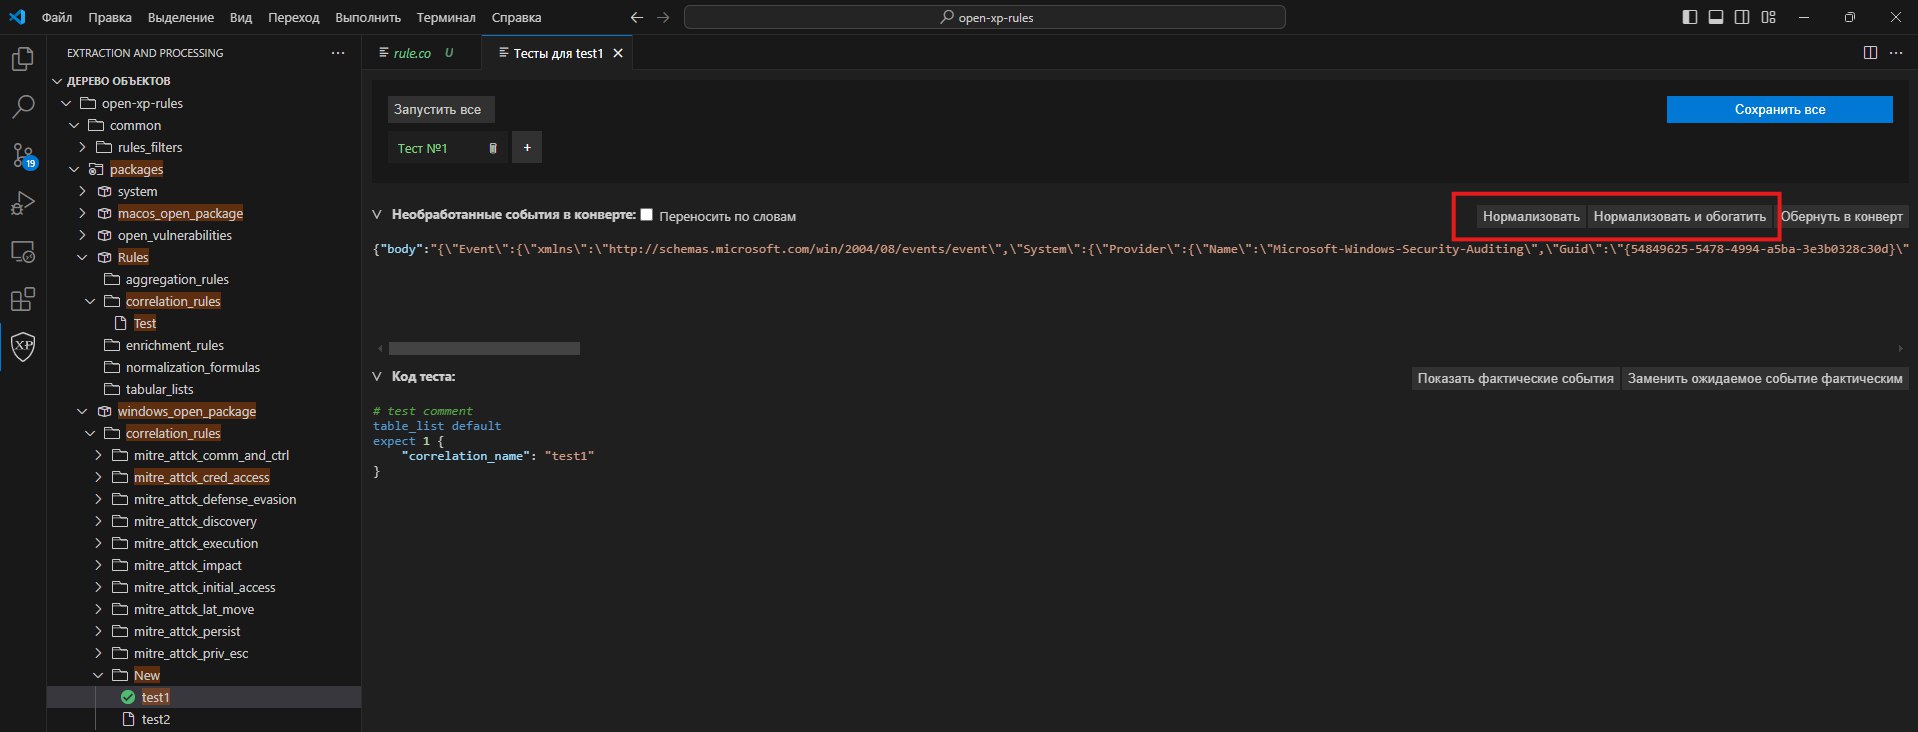 Файл Правка Выделение Вид Переход Выполнить Терминал Справка open-xp-rules
EXTRACTION AND PROCESSING
ДЕРЕВО ОБЪЕКТОВ
open-xp-rules
common
rules_filters
packages
system
macos_open_package
open_vulnerabilities
Rules
aggregation_rules
correlation_rules
Test
enrichment_rules
normalization_formulas
tabular_lists
windows_open_package
correlation_rules
mitre_attck_comm_and_ctrl
mitre_attck_cred_access
mitre_attck_defense_evasion
mitre_attck_discovery
mitre_attck_execution
mitre_attck_impact
mitre_attck_initial_access
mitre_attck_lat_move
mitre_attck_persist
mitre_attck_priv_esc
New
test1
test2
19
XP
rule.co U Тесты для test1
Запустить все Сохранить все
Тест №1 +
Необработанные события в конверте: Переносить по словам Нормализовать Нормализовать и обогатить Обернуть в конверт
{"body":"{\"Event\":{\"xmlns\":\"http://schemas.microsoft.com/win/2004/08/events/event\",\"System\":{\"Provider\":{\"Name\":\"Microsoft-Windows-Security-Auditing\",\"Guid\":\"{54849625-5478-4994-a5ba-3e3b0328c30d}\"
Код теста: Показать фактические события Заменить ожидаемое событие фактическим
# test comment
table_list default
expect 1 {
"correlation_name": "test1"
}